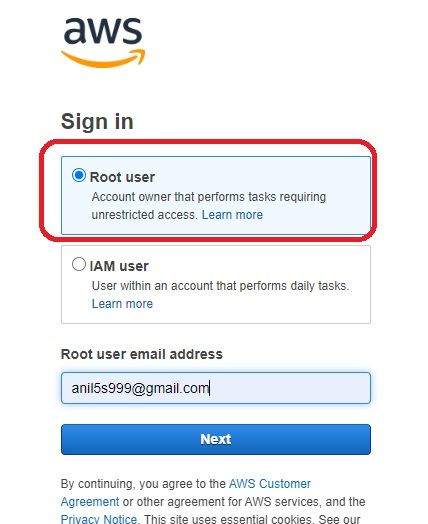 aws
Sign in
Root user
Account owner that performs tasks requiring
unrestricted access. Learn more
IAM user
User within an account that performs daily tasks.
Learn more
Root user email address
anil5s999@gmail.com
Next
By continuing, you agree to the AWS Customer
Agreement or other agreement for AWS services, and the
Privacy Notice. This site uses essential cookies. See our